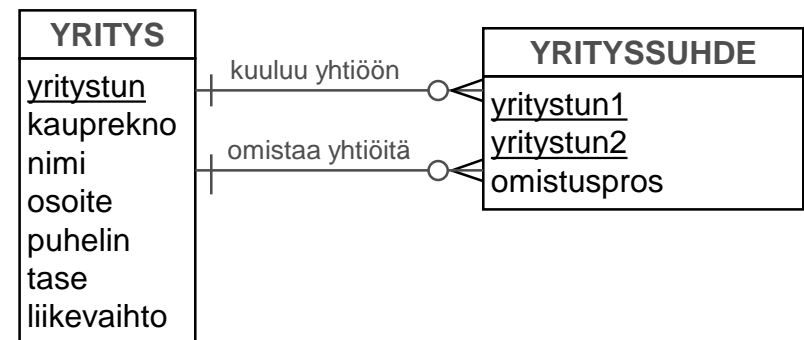 YRITYS
yritystun
kauprekno
nimi
osoite
puhelin
tase
liikevaihto
kuuluu yhtiöön
omistaa yhtiöitä
YRITYSSUHDE
yritystun1
yritystun2
omistuspros